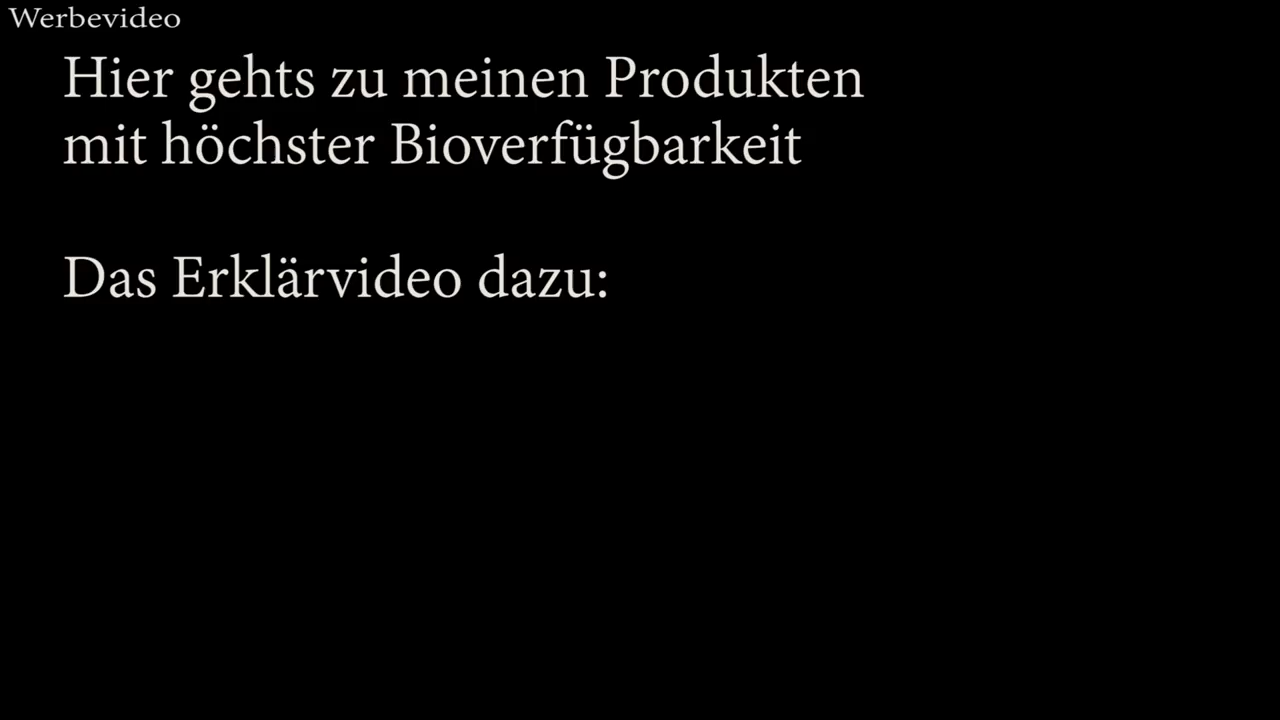 Werbevideo
Hier gehts zu meinen Produkten
mit höchster Bioverfügbarkeit
Das Erklärvideo dazu: